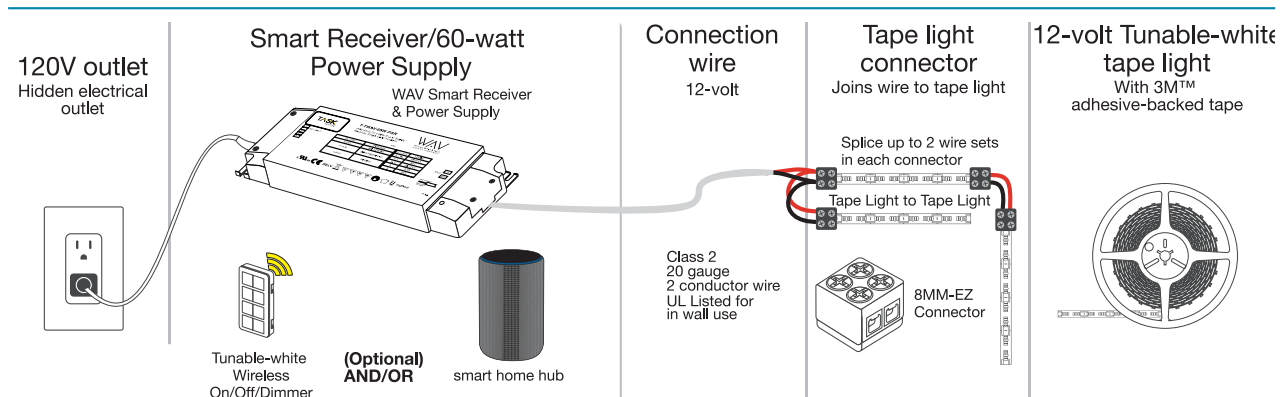 120V outlet
Hidden electrical
outlet
Smart Receiver/60-watt
Power Supply
WAV Smart Receiver
& Power Supply
TASK
WAV
Tunable-white
Wireless
On/Off/Dimmer
(Optional)
AND/OR
smart home hub
Connection
wire
12-volt
Class 2
20 gauge
2 conductor wire
UL Listed for
in wall use
Tape light
connector
Joins wire to tape light
Splice up to 2 wire sets
in each connector
Tape Light to Tape Light
8MM-EZ
Connector
12-volt Tunable-white
tape light
With 3M™
adhesive-backed tape